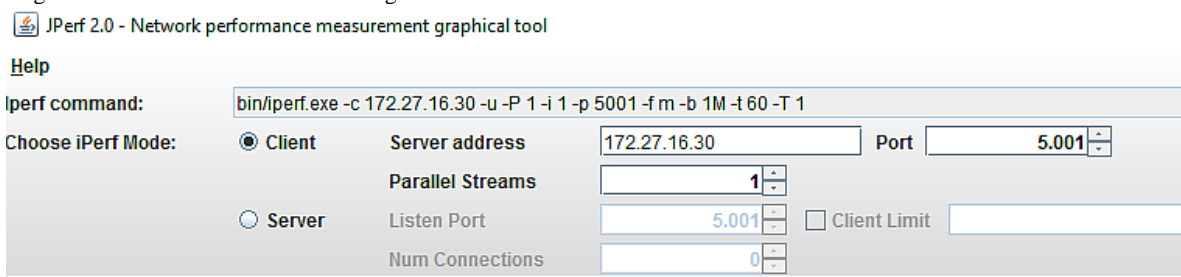 JPerf 2.0 - Network performance measurement graphical tool
Help
Iperf command: bin/iperf.exe -c 172.27.16.30 -u -P 1 -i 1 -p 5001 -f m -b 1M -t 60 -T 1
Choose iPerf Mode: Client Server address 172.27.16.30 Port 5.001
Parallel Streams 1
Server Listen Port 5.001 Client Limit
Num Connections 0